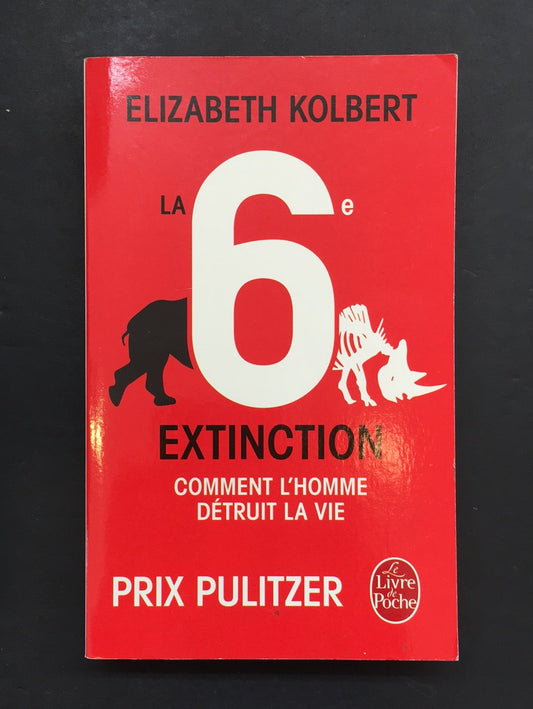 ELIZABETH KOLBERT
LA 6e
EXTINCTION
COMMENT L'HOMME
DÉTRUIT LA VIE
PRIX PULITZER
Le
Livre
de
Poche